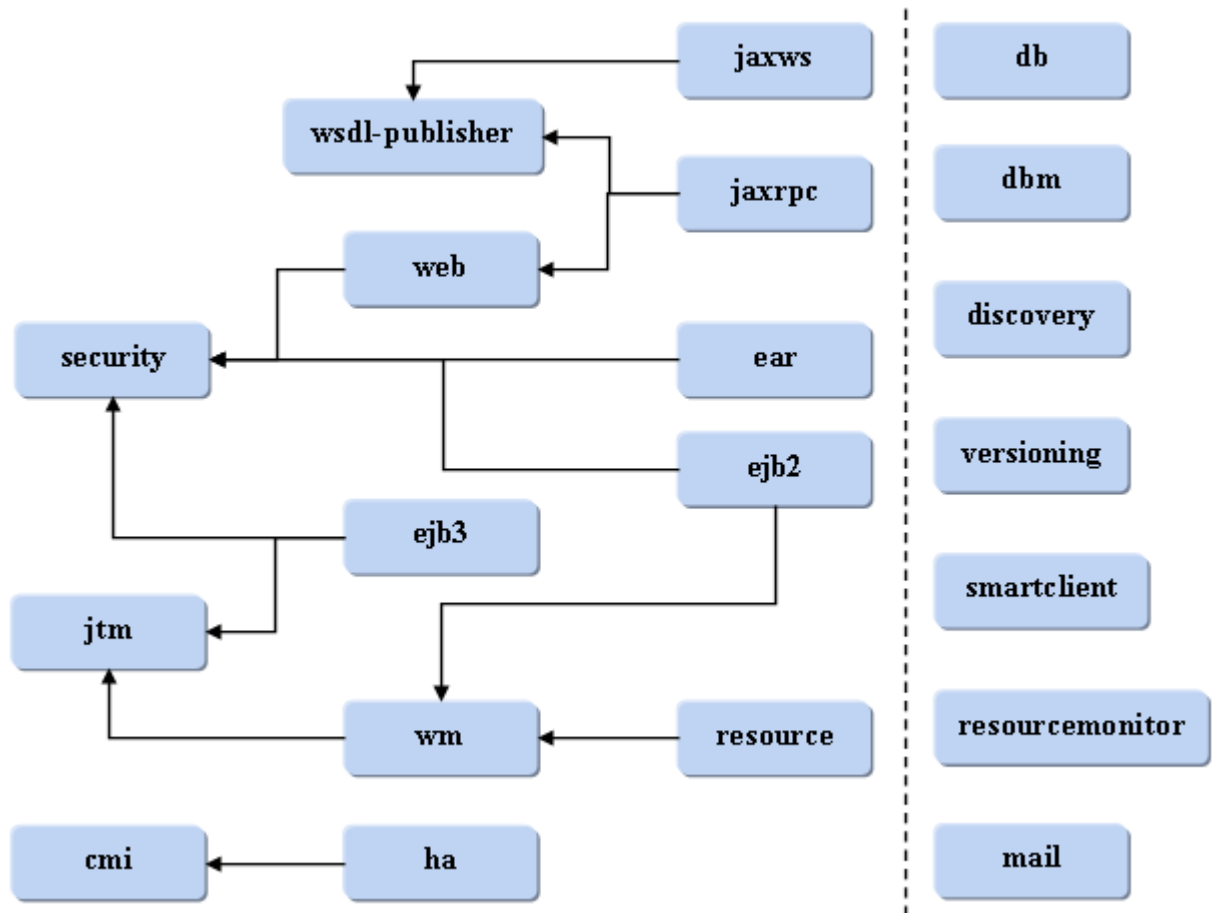 jaxws
db
wsdl-publisher
dbm
jaxrpc
web
discovery
security
ear
versioning
ejb2
ejb3
smartclient
jtm
resourcemonitor
wm
resource
cmi
ha
mail